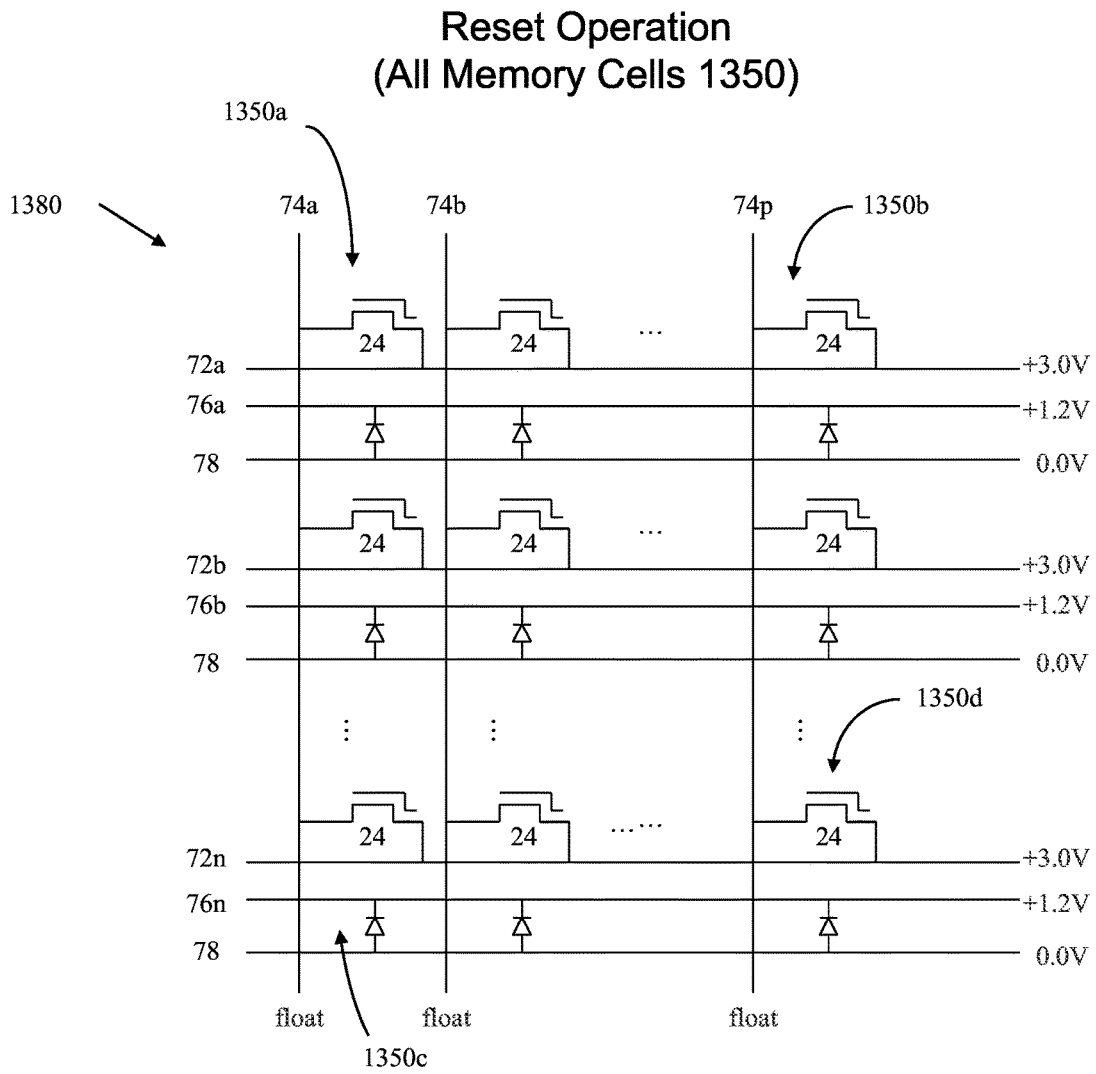 Reset Operation
(All Memory Cells 1350)
1350a
1380
74a 74b 74p 1350b
24 24 ... 24
72a +3.0V
76a +1.2V
78 0.0V
24 24 ... 24
72b +3.0V
76b +1.2V
78 0.0V
... ... ... 1350d
24 24 ...... 24
72n +3.0V
76n +1.2V
78 0.0V
float float float
1350c